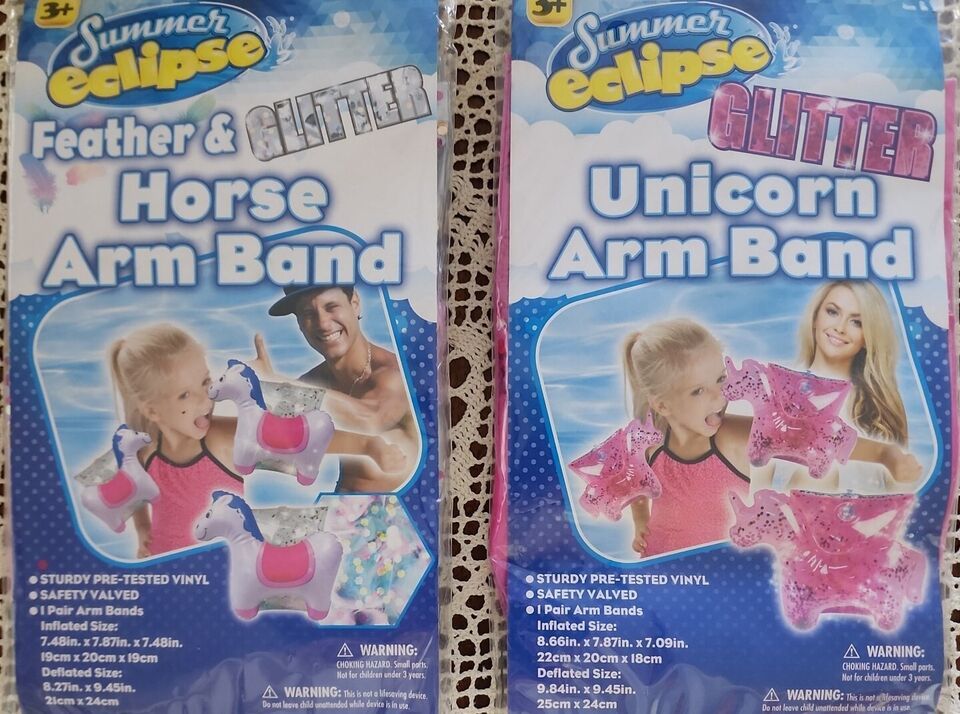 3+
Summer
eclipse
Feather & GLITTER
Horse
Arm Band
● STURDY PRE-TESTED VINYL
● SAFETY VALVED
● 1 Pair Arm Bands
Inflated Size:
7.48in. x 7.87in. x 7.48in.
19cm x 20cm x 19cm
Deflated Size:
8.27in. x 9.45in.
21cm x 24cm
⚠ WARNING:
CHOKING HAZARD. Small parts.
Not for children under 3 years.
⚠ WARNING: This is not a lifesaving device.
Do not leave child unattended while device is in use.
3+
Summer
eclipse
GLITTER
Unicorn
Arm Band
● STURDY PRE-TESTED VINYL
● SAFETY VALVED
● 1 Pair Arm Bands
Inflated Size:
8.66in. x 7.87in. x 7.09in.
22cm x 20cm x 18cm
Deflated Size:
9.84in. x 9.45in.
25cm x 24cm
⚠ WARNING:
CHOKING HAZARD. Small parts.
Not for children under 3 years.
⚠ WARNING: This is not a lifesaving device.
Do not leave child unattended while device is in use.